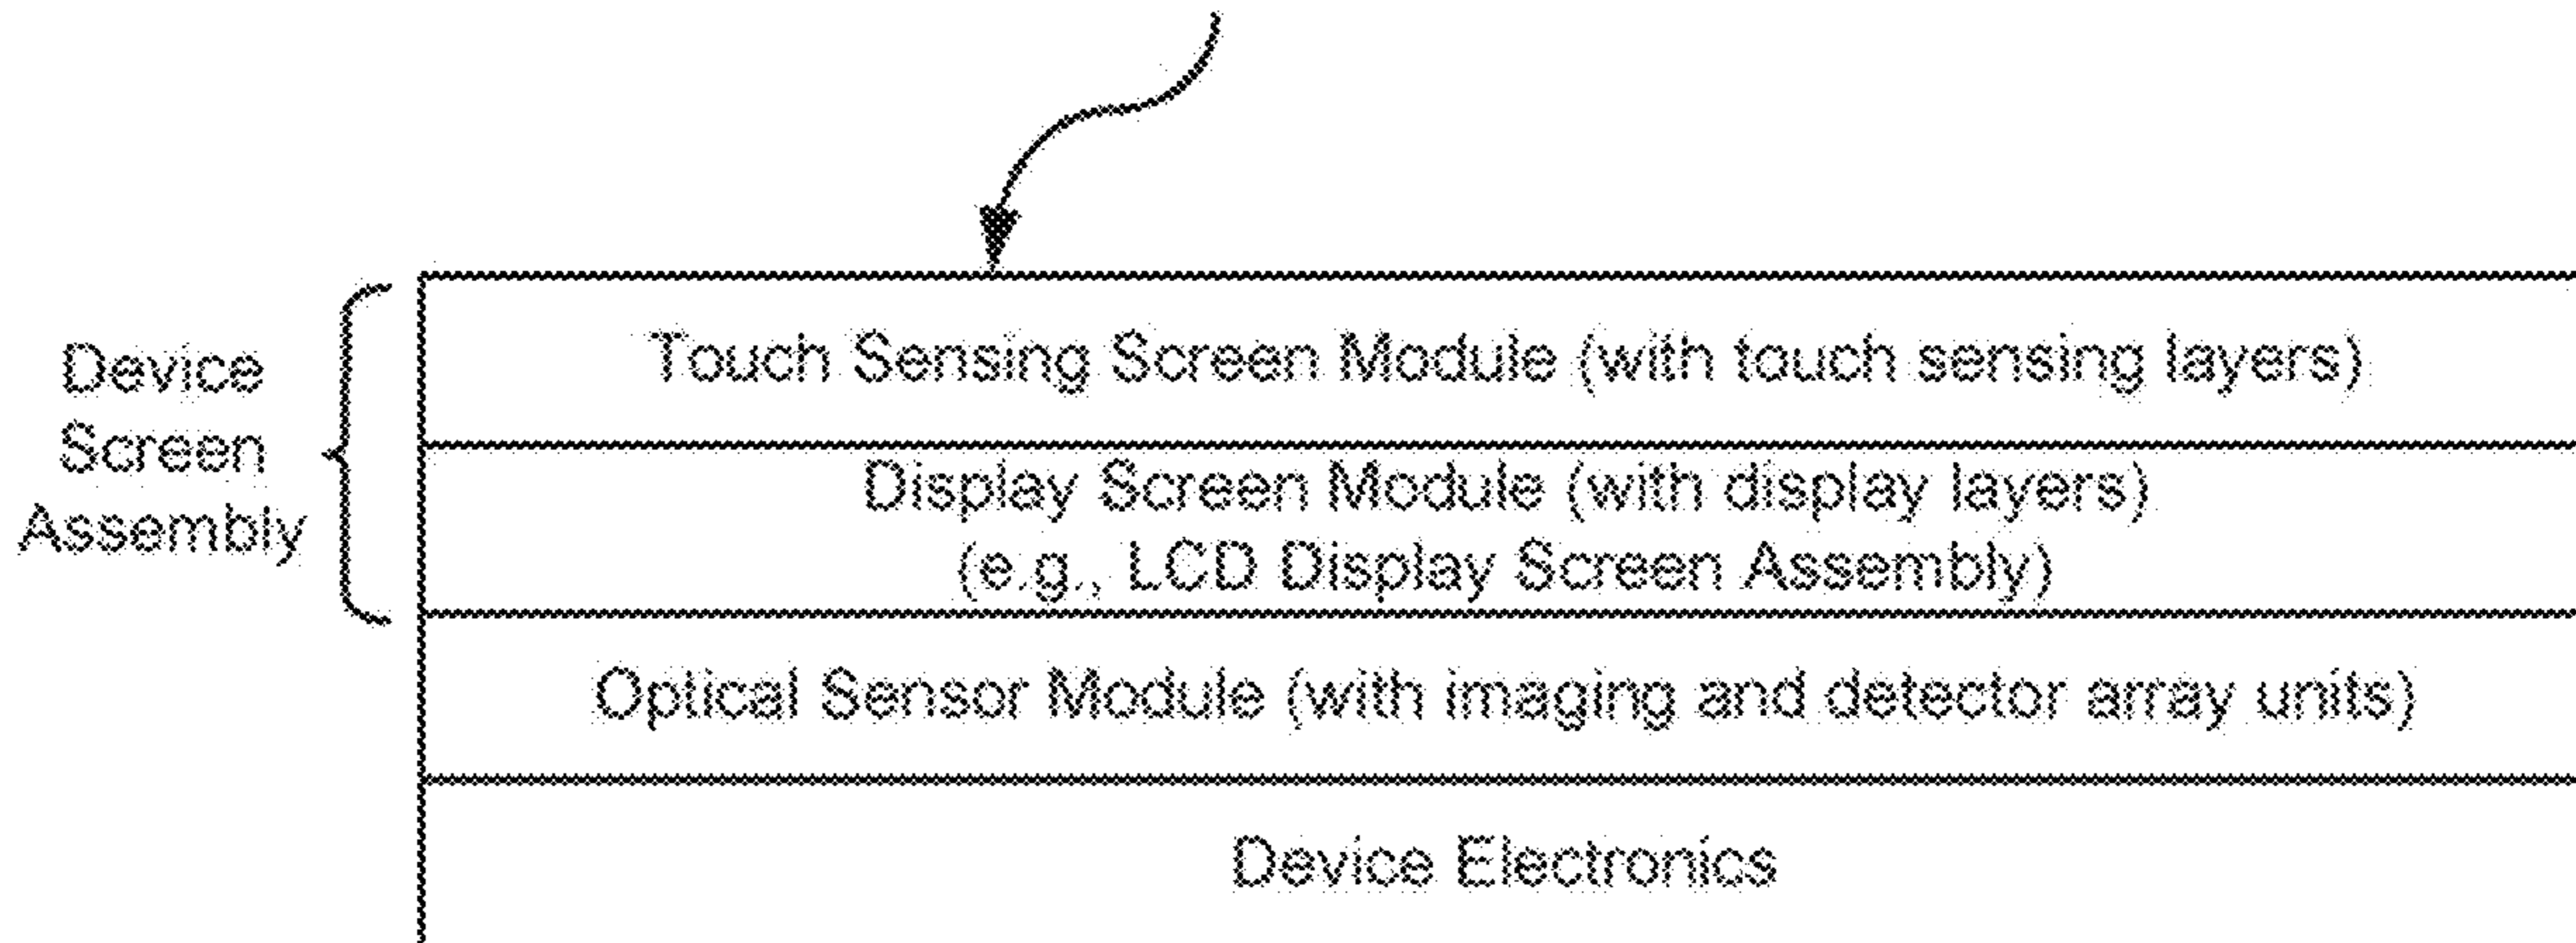 Device
Screen
Assembly
Touch Sensing Screen Module (with touch sensing layers)
Display Screen Module (with display layers)
(e.g., LCD Display Screen Assembly)
Optical Sensor Module (with imaging and detector array units)
Device Electronics